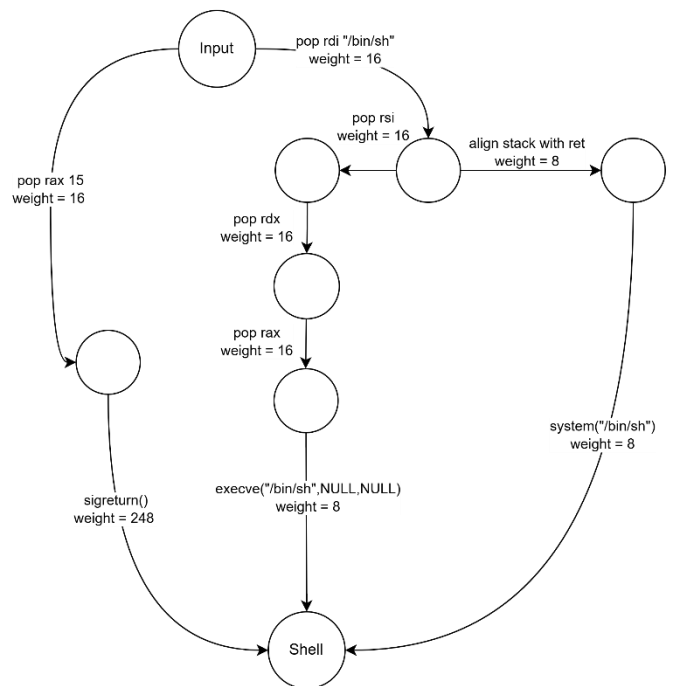 Input
pop rdi "/bin/sh"
weight = 16
pop rsi
weight = 16
align stack with ret
weight = 8
pop rax 15
weight = 16
pop rdx
weight = 16
pop rax
weight = 16
system("/bin/sh")
weight = 8
execve("/bin/sh",NULL,NULL)
weight = 8
sigreturn()
weight = 248
Shell